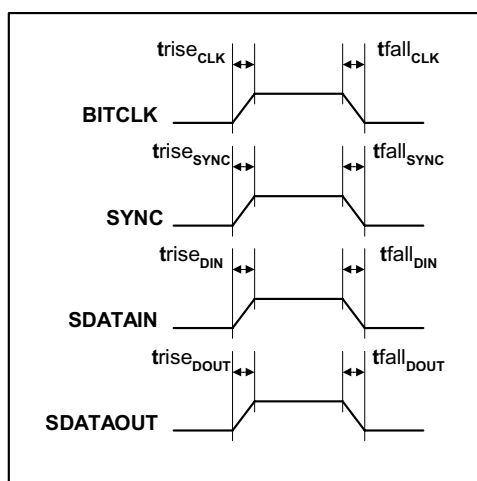 triseCLK tfallCLK
BITCLK
triseSYNC tfallSYNC
SYNC
triseDIN tfallDIN
SDATAIN
triseDOUT tfallDOUT
SDATAOUT